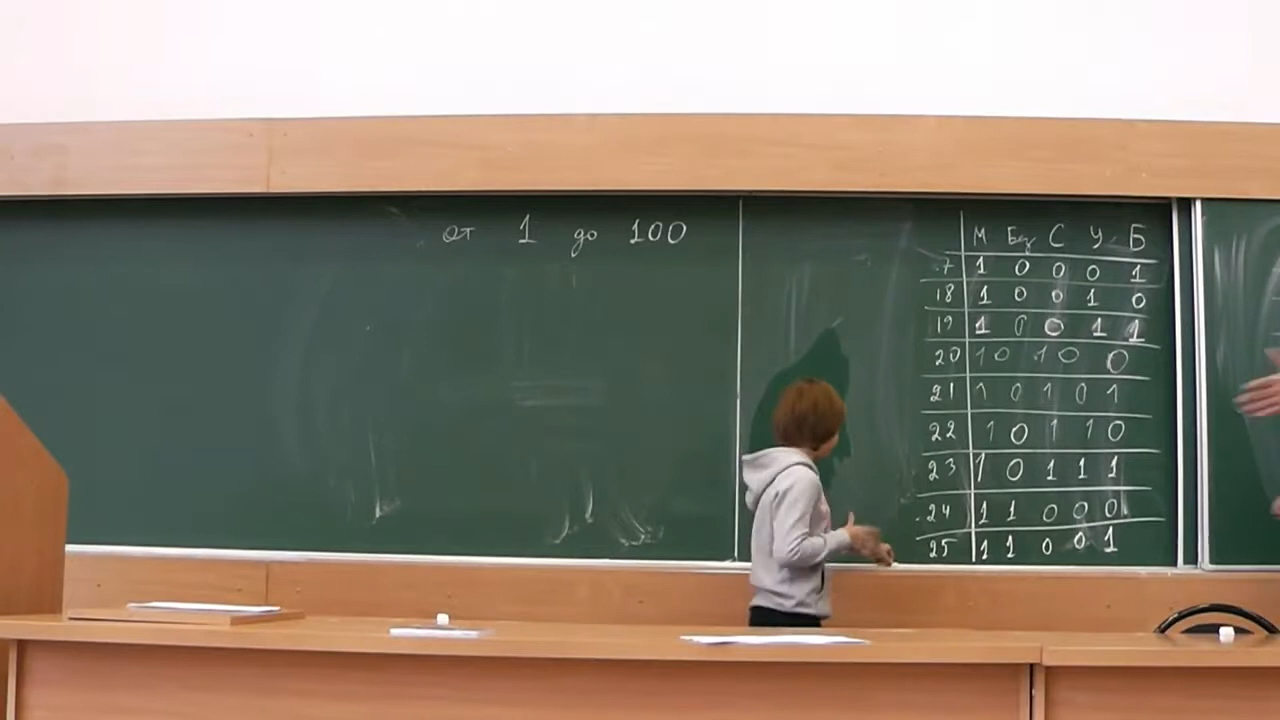 от 1 до 100
М Бу С У Б
17 1 0 0 0 1
18 1 0 0 1 0
19 1 0 0 1 1
20 1 0 1 0 0
21 1 0 1 0 1
22 1 0 1 1 0
23 1 0 1 1 1
24 1 1 0 0 0
25 1 1 0 0 1